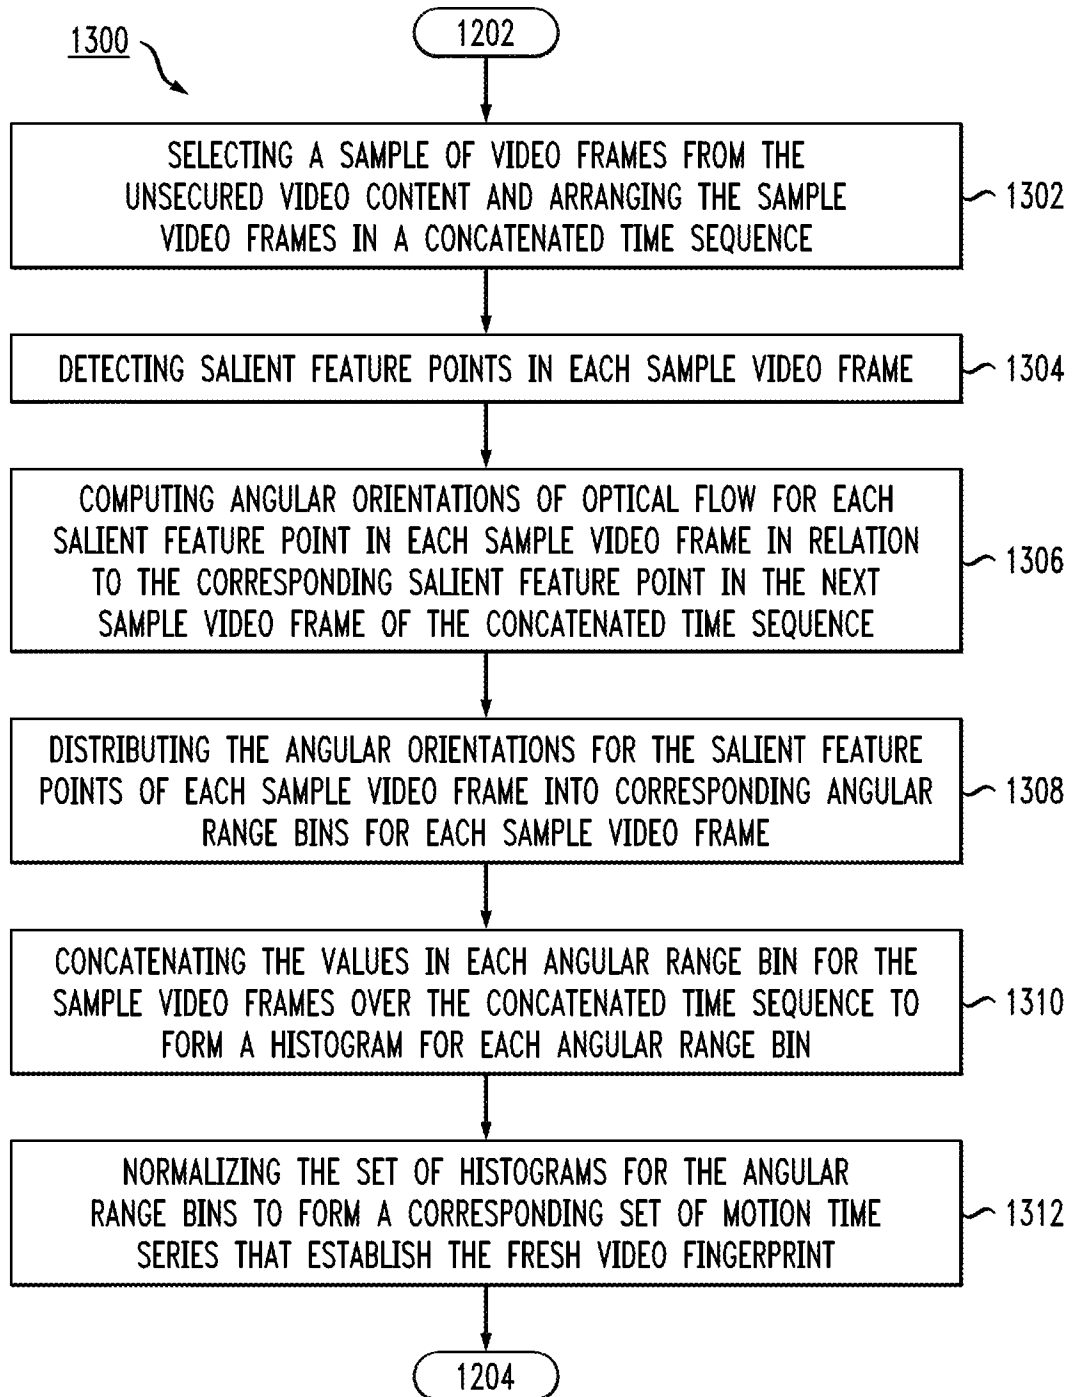 1300
1202
SELECTING A SAMPLE OF VIDEO FRAMES FROM THE
UNSECURED VIDEO CONTENT AND ARRANGING THE SAMPLE
VIDEO FRAMES IN A CONCATENATED TIME SEQUENCE
1302
DETECTING SALIENT FEATURE POINTS IN EACH SAMPLE VIDEO FRAME
1304
COMPUTING ANGULAR ORIENTATIONS OF OPTICAL FLOW FOR EACH
SALIENT FEATURE POINT IN EACH SAMPLE VIDEO FRAME IN RELATION
TO THE CORRESPONDING SALIENT FEATURE POINT IN THE NEXT
SAMPLE VIDEO FRAME OF THE CONCATENATED TIME SEQUENCE
1306
DISTRIBUTING THE ANGULAR ORIENTATIONS FOR THE SALIENT FEATURE
POINTS OF EACH SAMPLE VIDEO FRAME INTO CORRESPONDING ANGULAR
RANGE BINS FOR EACH SAMPLE VIDEO FRAME
1308
CONCATENATING THE VALUES IN EACH ANGULAR RANGE BIN FOR THE
SAMPLE VIDEO FRAMES OVER THE CONCATENATED TIME SEQUENCE TO
FORM A HISTOGRAM FOR EACH ANGULAR RANGE BIN
1310
NORMALIZING THE SET OF HISTOGRAMS FOR THE ANGULAR
RANGE BINS TO FORM A CORRESPONDING SET OF MOTION TIME
SERIES THAT ESTABLISH THE FRESH VIDEO FINGERPRINT
1312
1204